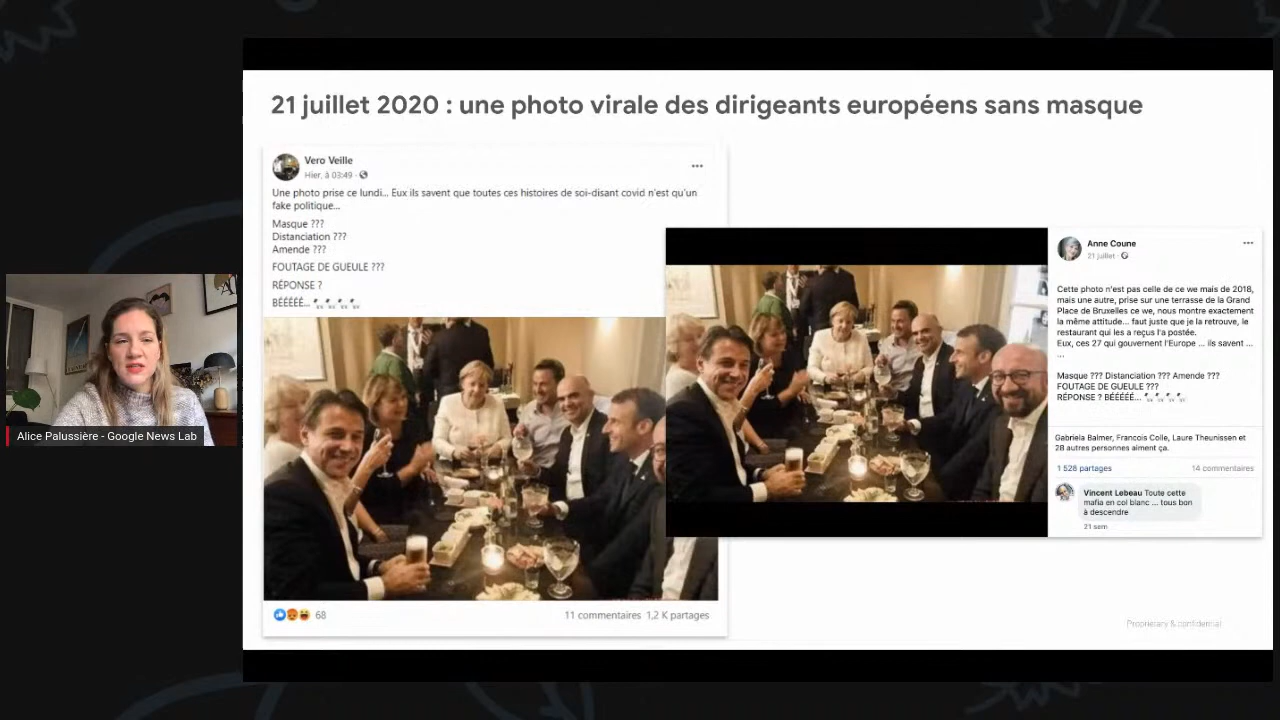 21 juillet 2020 : une photo virale des dirigeants européens sans masque
Vero Veille
Hier, à 03:49 ·
Une photo prise ce lundi... Eux ils savent que toutes ces histoires de soi-disant covid n'est qu'un
fake politique...
Masque ???
Distanciation ???
Amende ???
FOUTAGE DE GUEULE ???
RÉPONSE ?
BÉÉÉÉÉ...
68
11 commentaires 1,2 K partages
Anne Coune
21 juillet ·
Cette photo n'est pas celle de ce we mais de 2018,
mais une autre, prise sur une terrasse de la Grand
Place de Bruxelles ce we, nous montre exactement
la même attitude... faut juste que je la retrouve, le
restaurant qui les a reçus l'a postée.
Eux, ces 27 qui gouvernent l'Europe ... ils savent ...
...
Masque ??? Distanciation ??? Amende ???
FOUTAGE DE GUEULE ???
RÉPONSE ? BÉÉÉÉÉ...
Gabriela Balmer, Francois Colle, Laure Theunissen et
28 autres personnes aiment ça.
1 528 partages
14 commentaires
Vincent Lebeau Toute cette
mafia en col blanc ... tous bon
à descendre
21 sem
Proprietary & confidential
Alice Palussière - Google News Lab